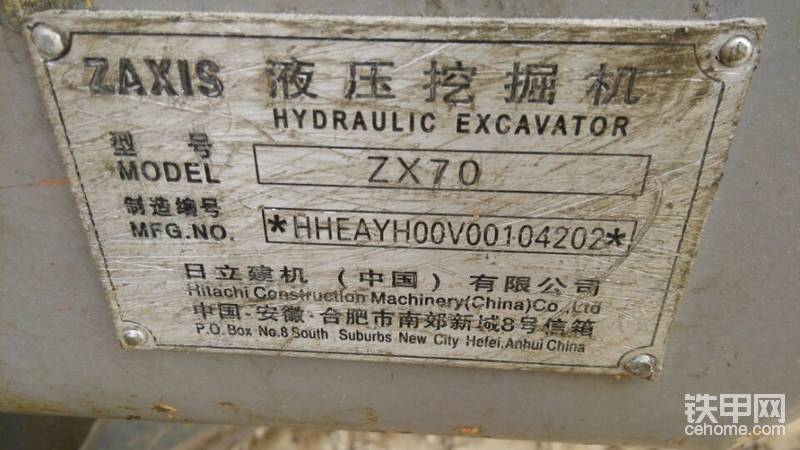 ZAXIS 液压挖掘机
HYDRAULIC EXCAVATOR
型号
MODEL ZX70
制造编号
MFG.NO. *HHEAYH00V00104202*
日立建机（中国）有限公司
Hitachi Construction Machinery(China)Co.,Ltd
中国·安徽·合肥市南郊新城8号信箱
P.O. Box No.8 South Suburbs New City Hefei.Anhui China
铁甲网
cehome.com